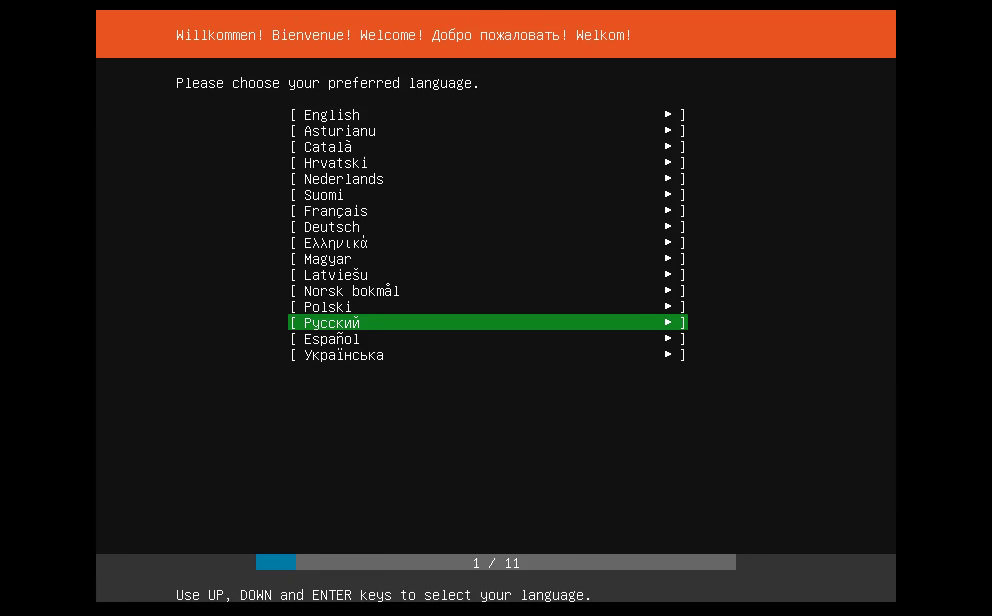 Willkommen! Bienvenue! Welcome! Добро пожаловать! Welkom!
Please choose your preferred language.
[ English ► ]
[ Asturianu ► ]
[ Català ► ]
[ Hrvatski ► ]
[ Nederlands ► ]
[ Suomi ► ]
[ Français ► ]
[ Deutsch ► ]
[ Ελληνικά ► ]
[ Magyar ► ]
[ Latviešu ► ]
[ Norsk bokmål ► ]
[ Polski ► ]
[ Русский ► ]
[ Español ► ]
[ Українська ► ]
1 / 11
Use UP, DOWN and ENTER keys to select your language.